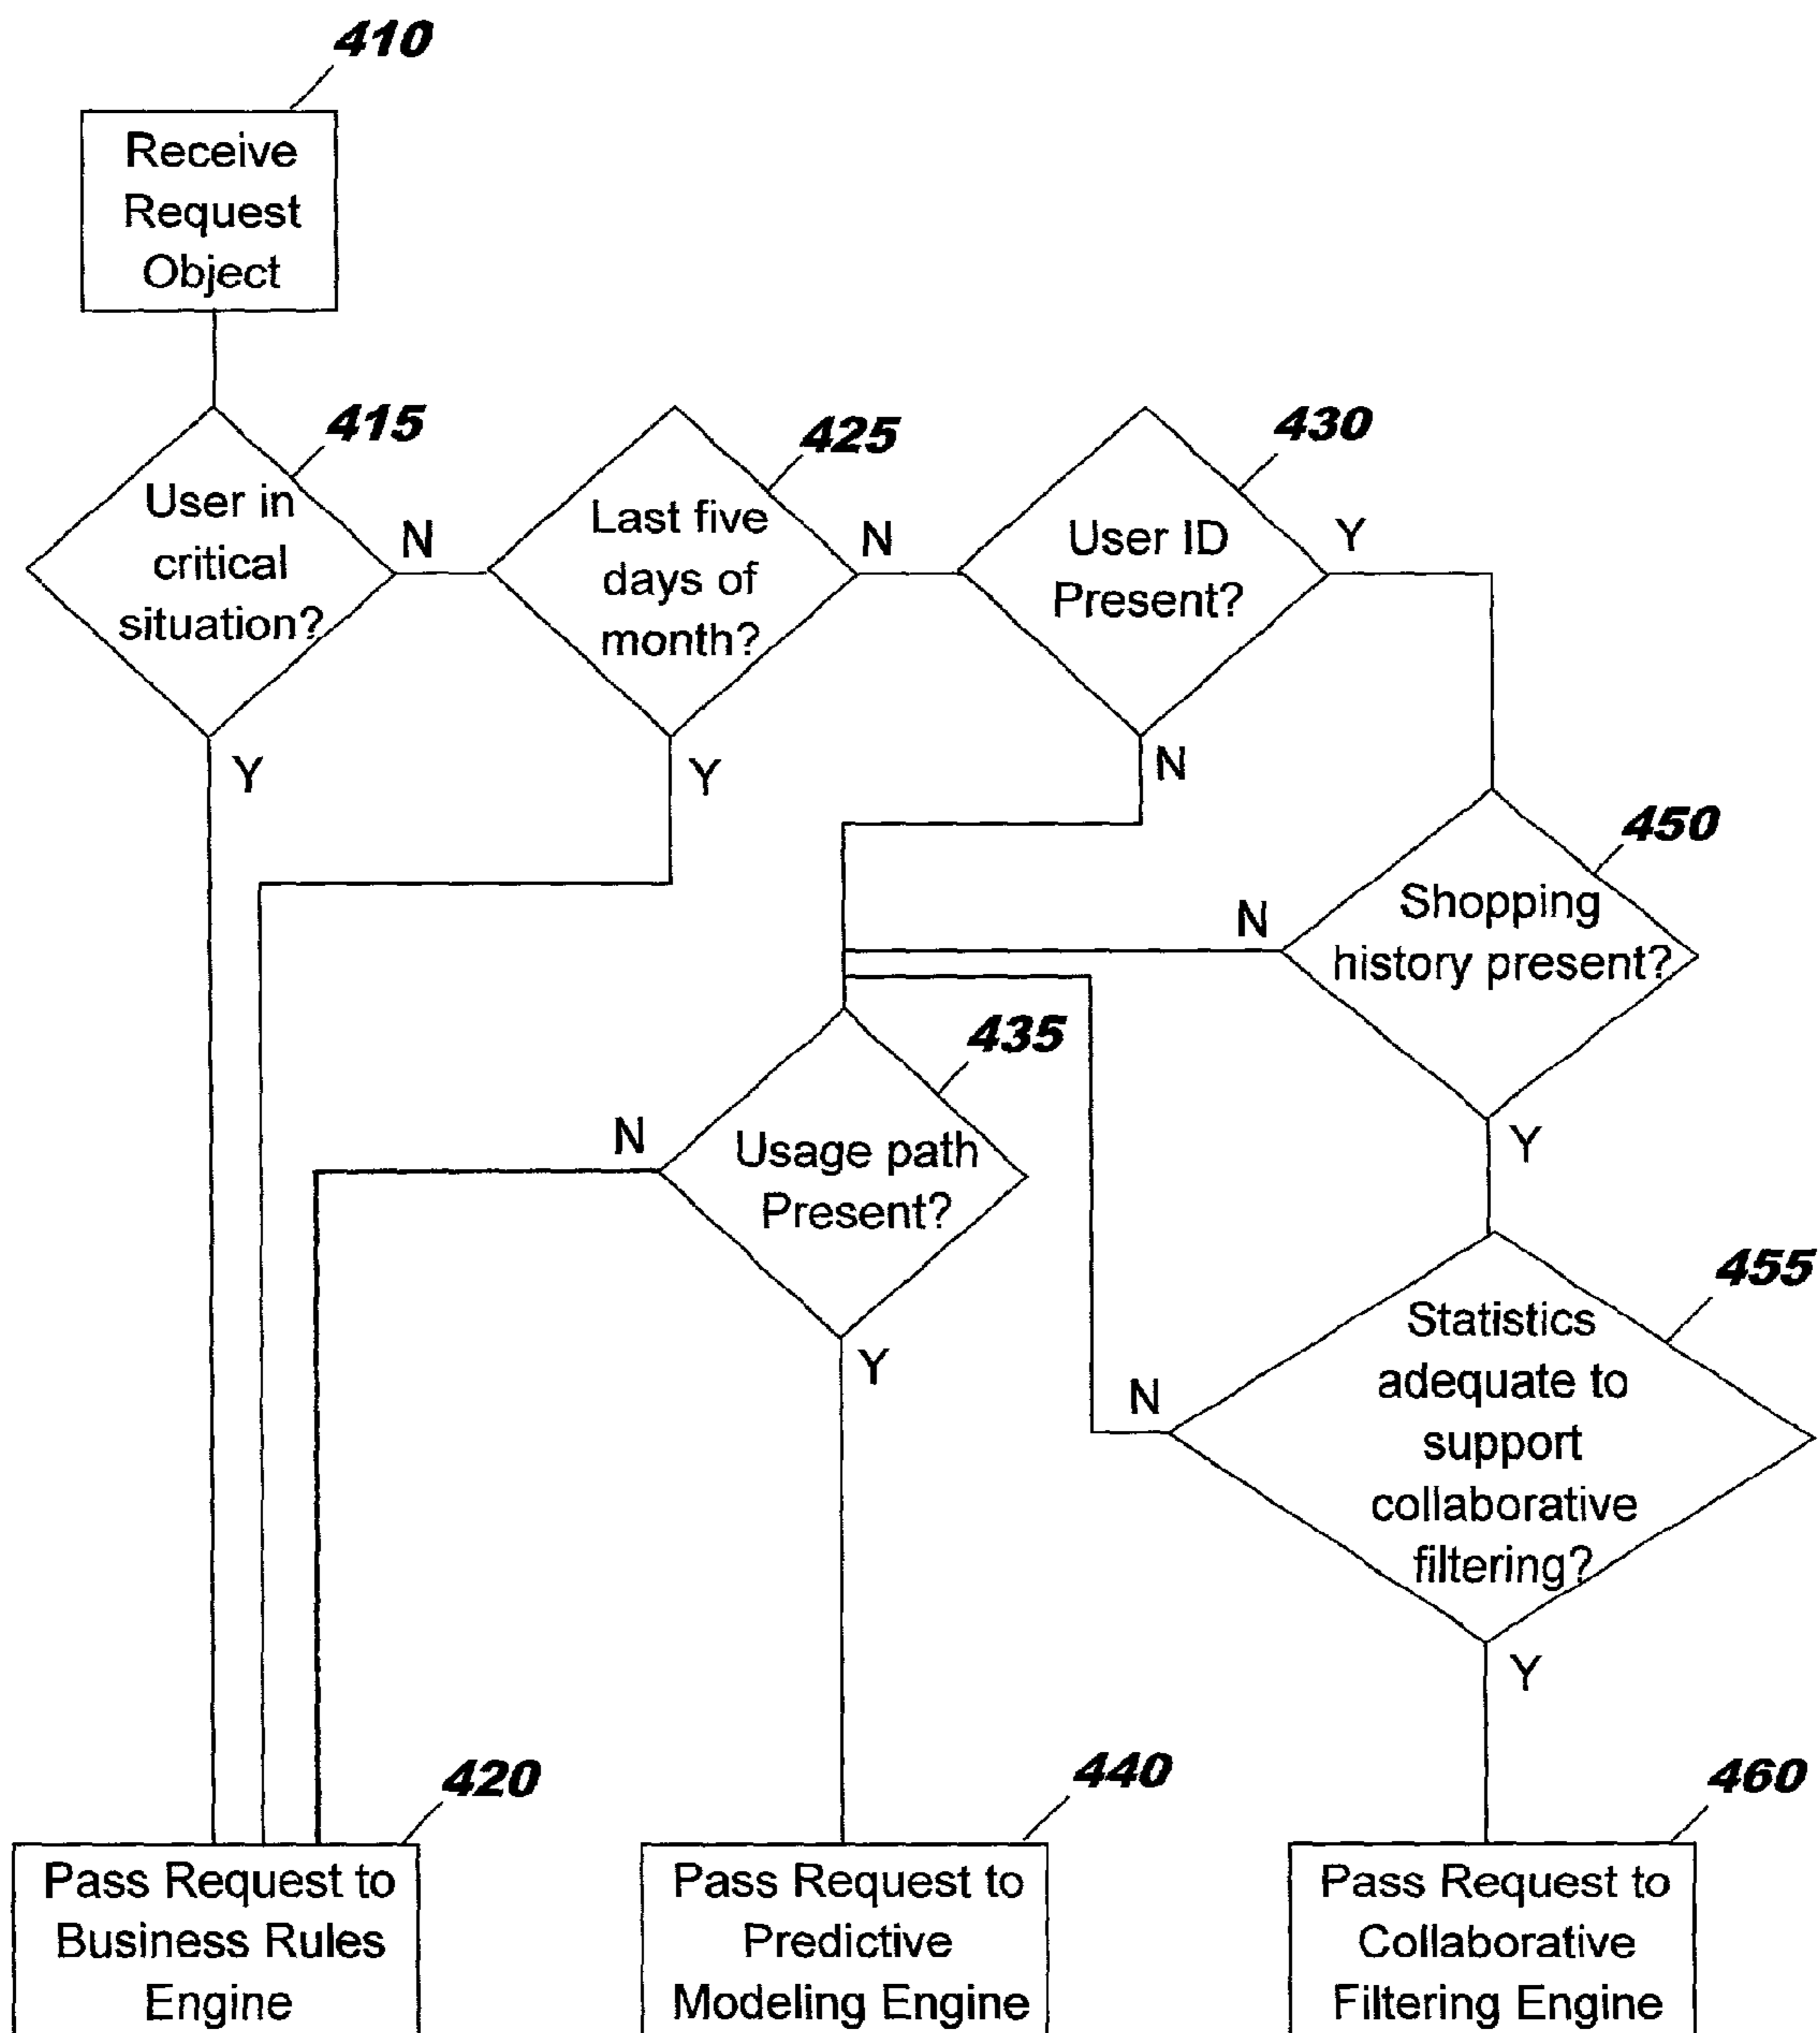 410
Receive
Request
Object
415
User in
critical
situation?
N
Y
425
Last five
days of
month?
N
Y
430
User ID
Present?
Y
N
450
Shopping
history present?
N
Y
435
Usage path
Present?
N
Y
455
Statistics
adequate to
support
collaborative
filtering?
N
Y
420
Pass Request to
Business Rules
Engine
440
Pass Request to
Predictive
Modeling Engine
460
Pass Request to
Collaborative
Filtering Engine